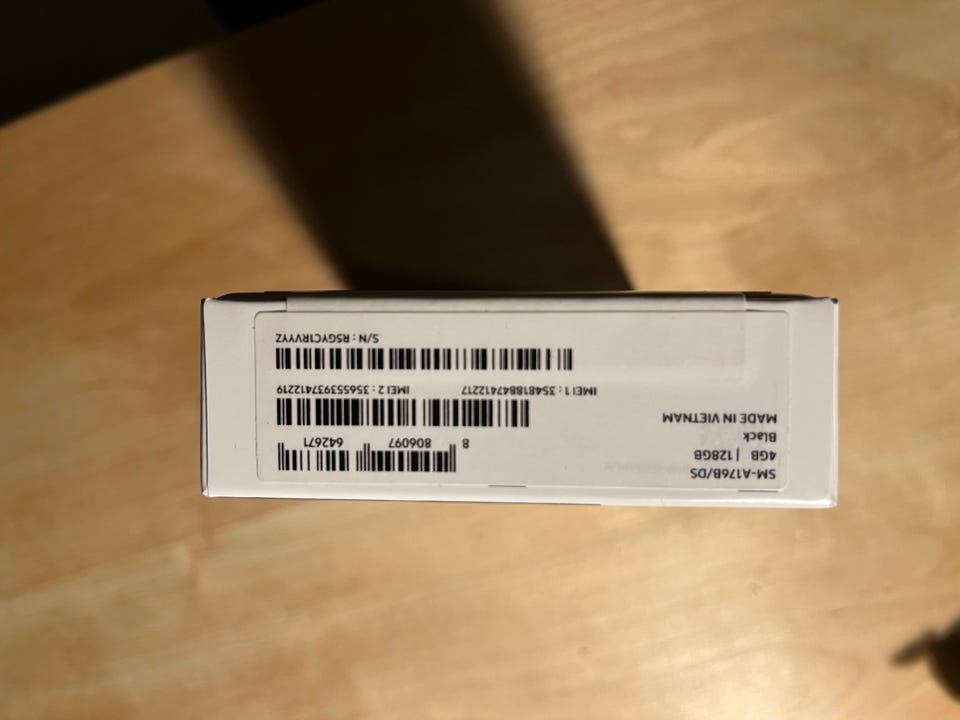 SM-A176B/DS
4GB | 128GB
Black
MADE IN VIETNAM
8 806097 642671
IMEI 1 : 354818847412217 IMEI 2 : 356553937412219
S/N : R5GYC1RVYYZ